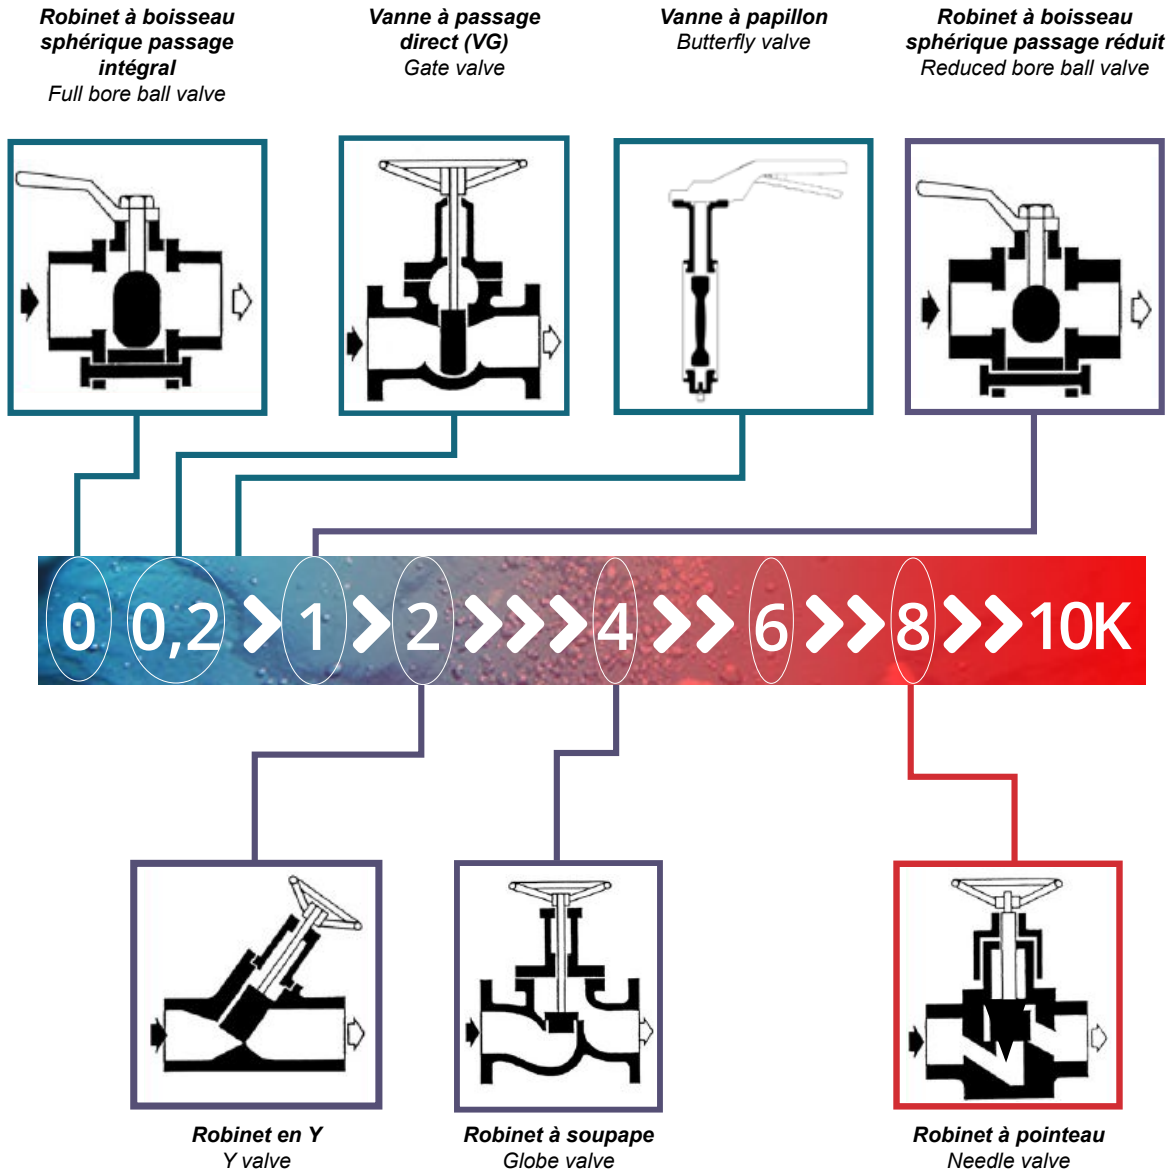 Robinet à boisseau
sphérique passage
intégral
Full bore ball valve
Vanne à passage
direct (VG)
Gate valve
Vanne à papillon
Butterfly valve
Robinet à boisseau
sphérique passage réduit
Reduced bore ball valve
0 0,2 1 2 4 6 8 10K
Robinet en Y
Y valve
Robinet à soupape
Globe valve
Robinet à pointeau
Needle valve